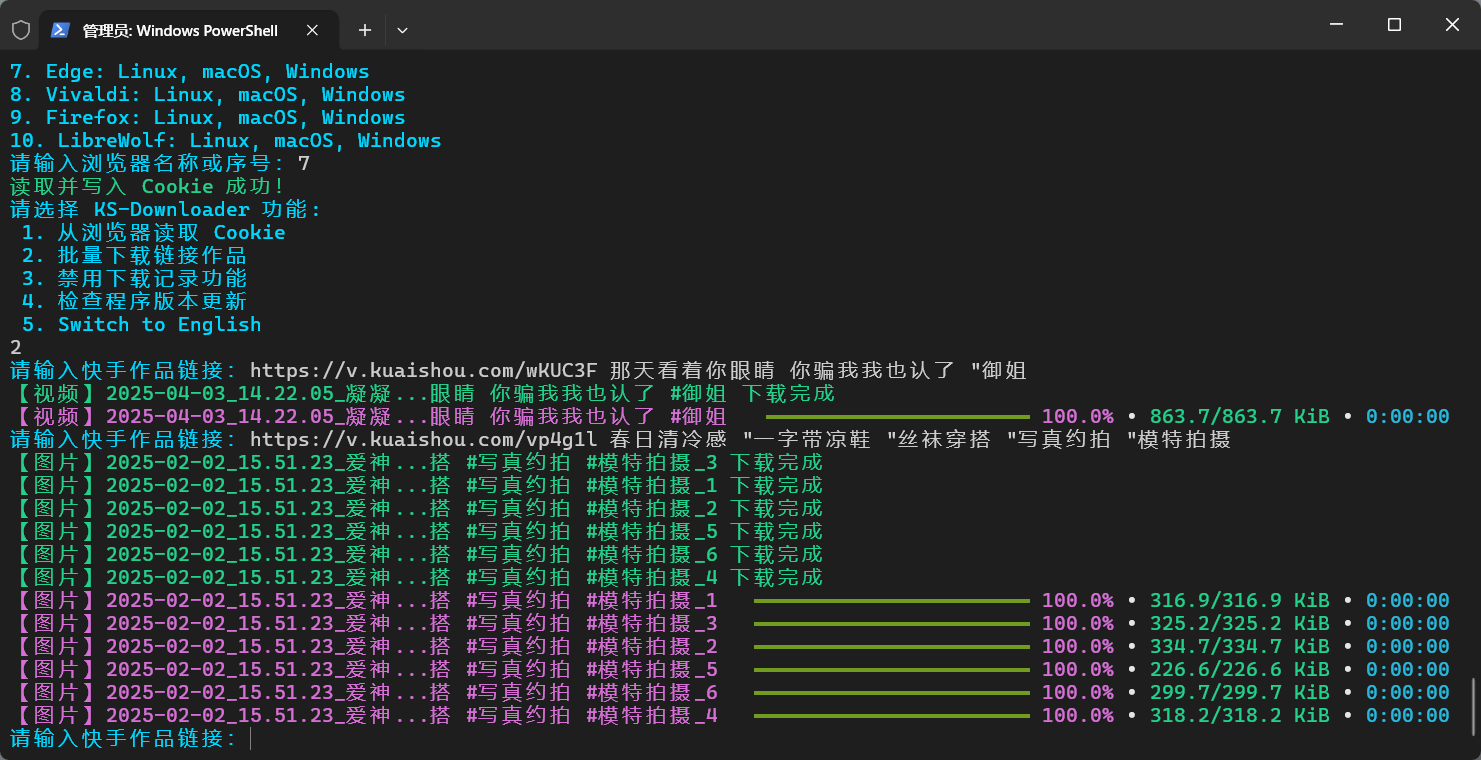 管理员: Windows PowerShell
7. Edge: Linux, macOS, Windows
8. Vivaldi: Linux, macOS, Windows
9. Firefox: Linux, macOS, Windows
10. LibreWolf: Linux, macOS, Windows
请输入浏览器名称或序号: 7
读取并写入 Cookie 成功!
请选择 KS-Downloader 功能:
1. 从浏览器读取 Cookie
2. 批量下载链接作品
3. 禁用下载记录功能
4. 检查程序版本更新
5. Switch to English
2
请输入快手作品链接: https://v.kuaishou.com/wKUC3F 那天看着你眼睛 你骗我我也认了 "御姐
【视频】2025-04-03_14.22.05_凝凝...眼睛 你骗我我也认了 #御姐 下载完成
【视频】2025-04-03_14.22.05_凝凝...眼睛 你骗我我也认了 #御姐 100.0% • 863.7/863.7 KiB • 0:00:00
请输入快手作品链接: https://v.kuaishou.com/vp4g1l 春日清冷感 "一字带凉鞋 "丝袜穿搭 "写真约拍 "模特拍摄
【图片】2025-02-02_15.51.23_爱神...搭 #写真约拍 #模特拍摄_3 下载完成
【图片】2025-02-02_15.51.23_爱神...搭 #写真约拍 #模特拍摄_1 下载完成
【图片】2025-02-02_15.51.23_爱神...搭 #写真约拍 #模特拍摄_2 下载完成
【图片】2025-02-02_15.51.23_爱神...搭 #写真约拍 #模特拍摄_5 下载完成
【图片】2025-02-02_15.51.23_爱神...搭 #写真约拍 #模特拍摄_6 下载完成
【图片】2025-02-02_15.51.23_爱神...搭 #写真约拍 #模特拍摄_4 下载完成
【图片】2025-02-02_15.51.23_爱神...搭 #写真约拍 #模特拍摄_1 100.0% • 316.9/316.9 KiB • 0:00:00
【图片】2025-02-02_15.51.23_爱神...搭 #写真约拍 #模特拍摄_3 100.0% • 325.2/325.2 KiB • 0:00:00
【图片】2025-02-02_15.51.23_爱神...搭 #写真约拍 #模特拍摄_2 100.0% • 334.7/334.7 KiB • 0:00:00
【图片】2025-02-02_15.51.23_爱神...搭 #写真约拍 #模特拍摄_5 100.0% • 226.6/226.6 KiB • 0:00:00
【图片】2025-02-02_15.51.23_爱神...搭 #写真约拍 #模特拍摄_6 100.0% • 299.7/299.7 KiB • 0:00:00
【图片】2025-02-02_15.51.23_爱神...搭 #写真约拍 #模特拍摄_4 100.0% • 318.2/318.2 KiB • 0:00:00
请输入快手作品链接: